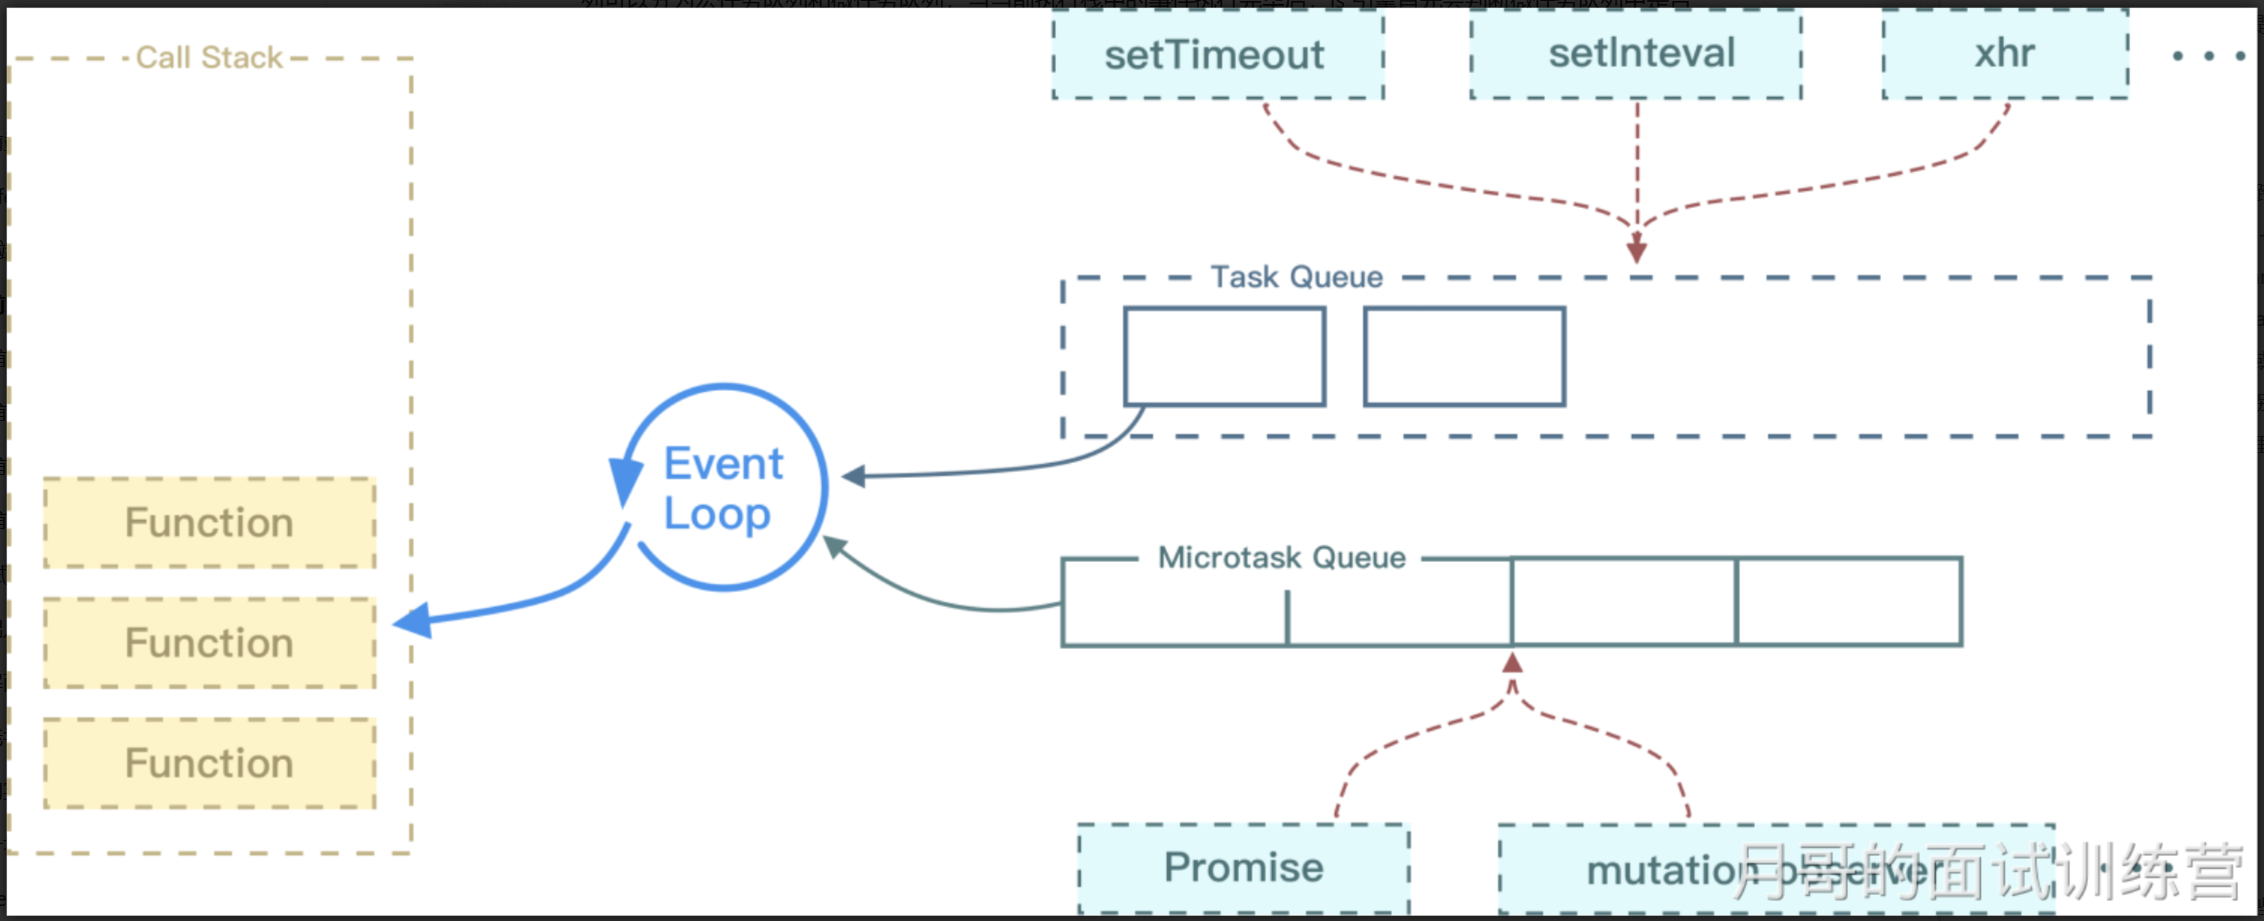 Call Stack
setTimeout
setInteval
xhr
Task Queue
Event
Loop
Microtask Queue
Function
Function
Function
Promise
mutation observer
月哥的面试训练营